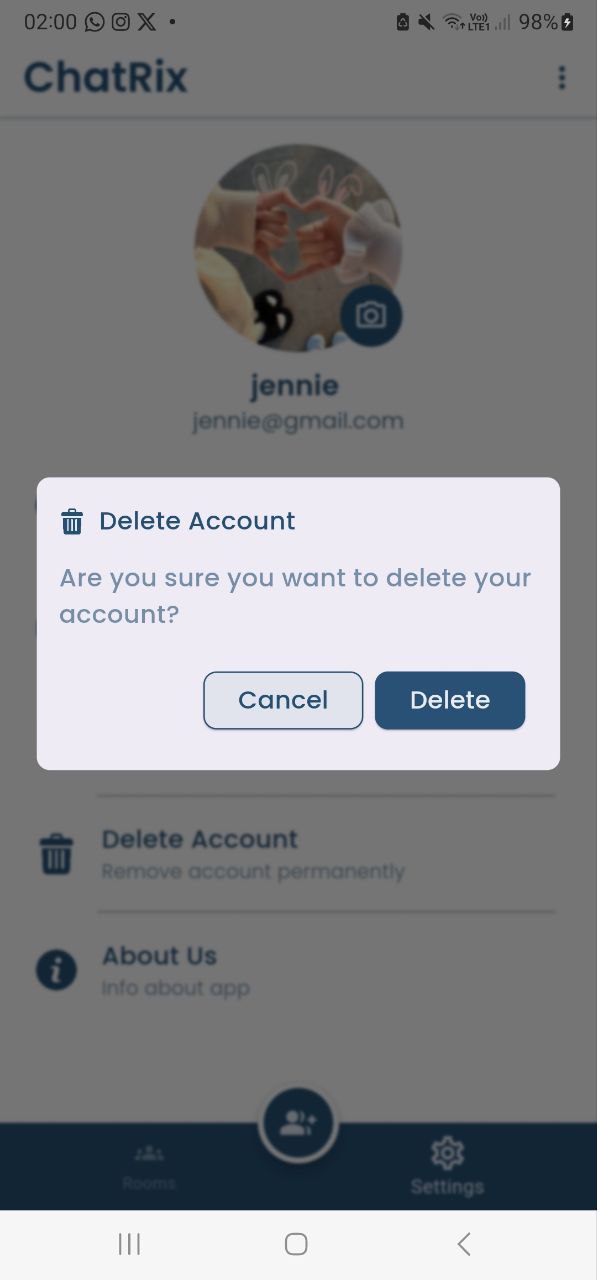 02:00
Vo))
LTE1
98%
ChatRix
jennie
jennie@gmail.com
Delete Account
Are you sure you want to delete your
account?
Cancel
Delete
Delete Account
Remove account permanently
About Us
Info about app
Rooms
Settings